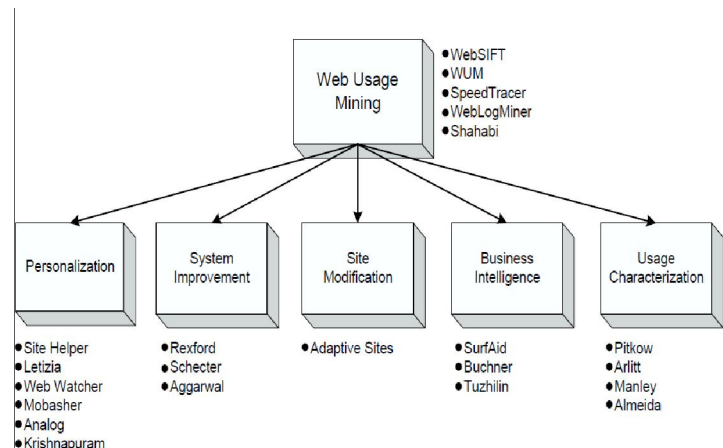 Web Usage
Mining
●WebSIFT
●WUM
●SpeedTracer
●WebLogMiner
●Shahabi
Personalization
System
Improvement
Site
Modification
Business
Intelligence
Usage
Characterization
●Site Helper
●Letizia
●Web Watcher
●Mobasher
●Analog
●Krishnapuram
●Rexford
●Schecter
●Aggarwal
●Adaptive Sites
●SurfAid
●Buchner
●Tuzhilin
●Pitkow
●Arlitt
●Manley
●Almeida